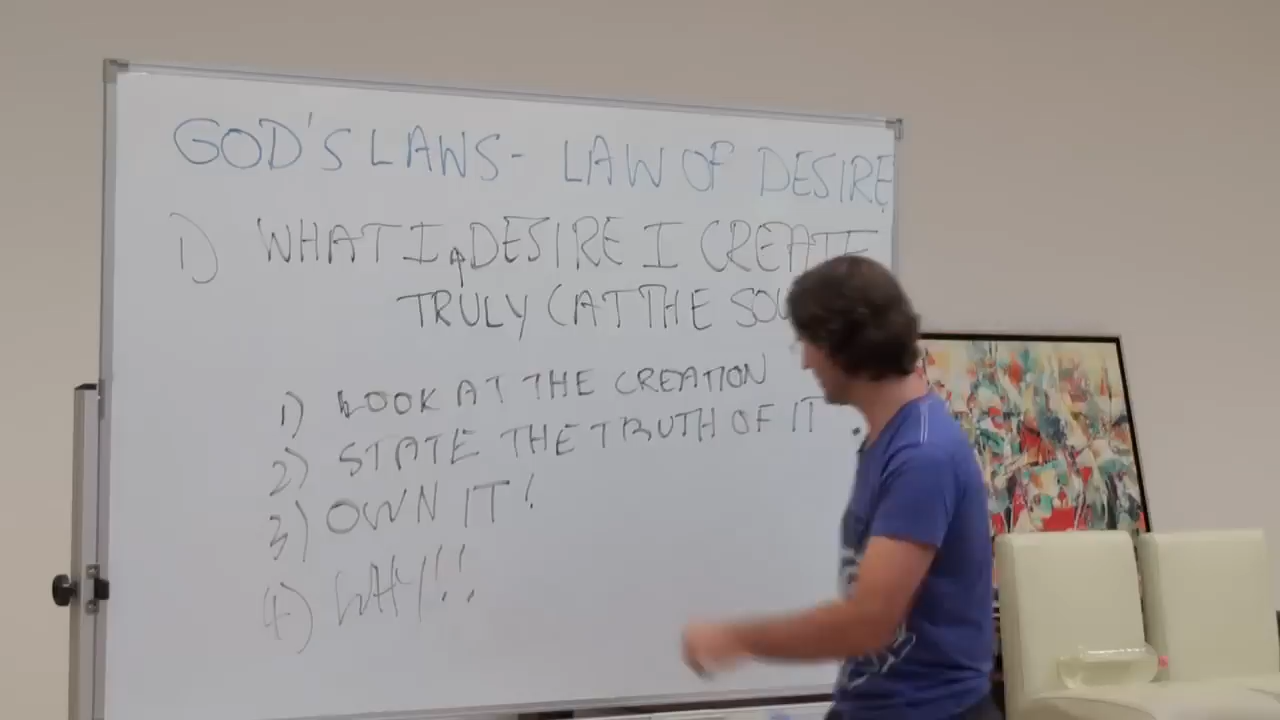 GOD'S LAWS - LAW OF DESIRE
1) WHAT I DESIRE I CREATE
TRULY (AT THE SOU
1) LOOK AT THE CREATION
2) STATE THE TRUTH OF IT
3) OWN IT!
4) WHY!!